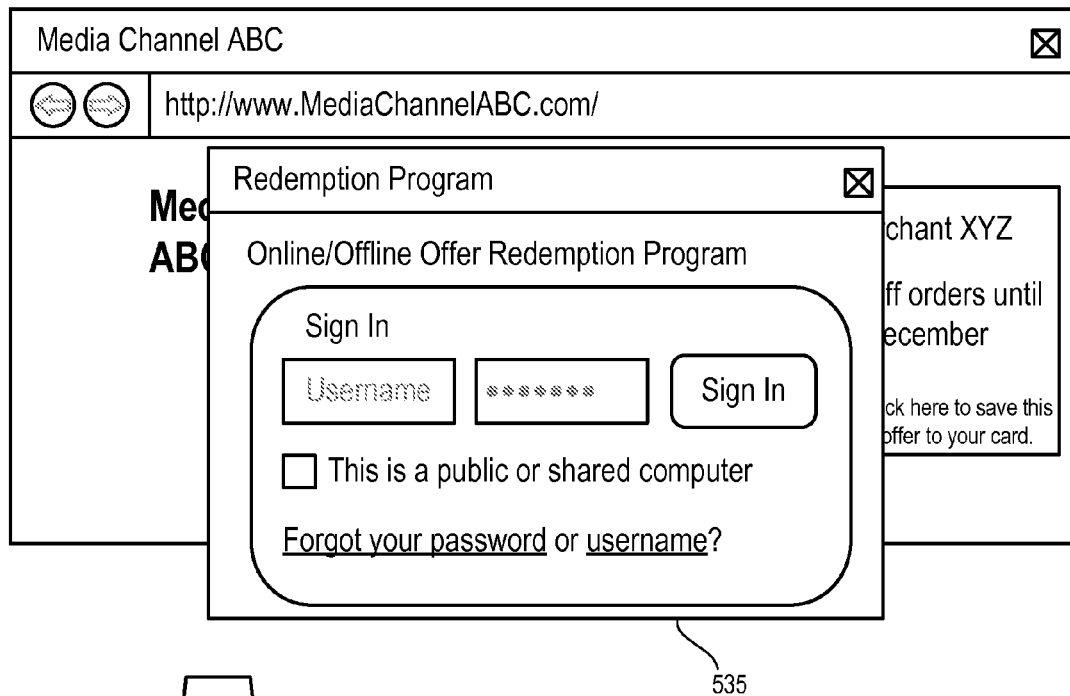 Media Channel ABC
http://www.MediaChannelABC.com/
Redemption Program
Online/Offline Offer Redemption Program
Sign In
Username
Sign In
This is a public or shared computer
Forgot your password or username?
Med
ABC
chant XYZ
ff orders until
ecember
ck here to save this
offer to your card.
535